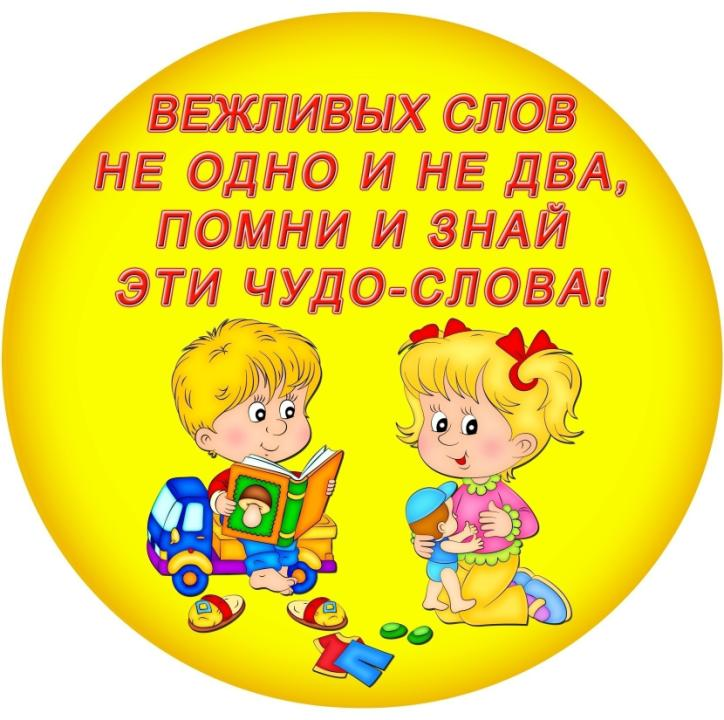 ВЕЖЛИВЫХ СЛОВ
НЕ ОДНО И НЕ ДВА,
ПОМНИ И ЗНАЙ
ЭТИ ЧУДО-СЛОВА!